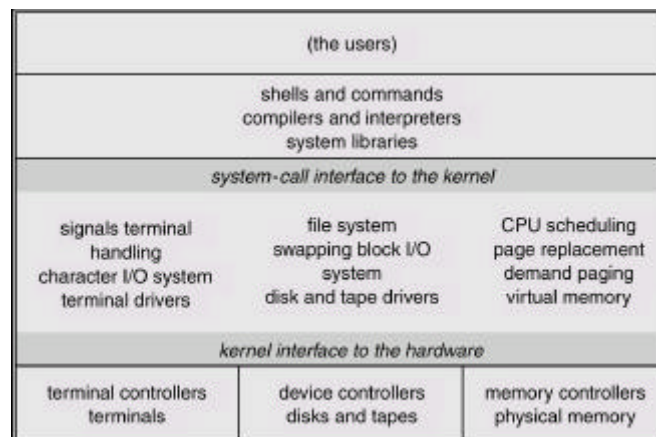 (the users)
shells and commands
compilers and interpreters
system libraries
system-call interface to the kernel
signals terminal
handling
character I/O system
terminal drivers
file system
swapping block I/O
system
disk and tape drivers
CPU scheduling
page replacement
demand paging
virtual memory
kernel interface to the hardware
terminal controllers
terminals
device controllers
disks and tapes
memory controllers
physical memory